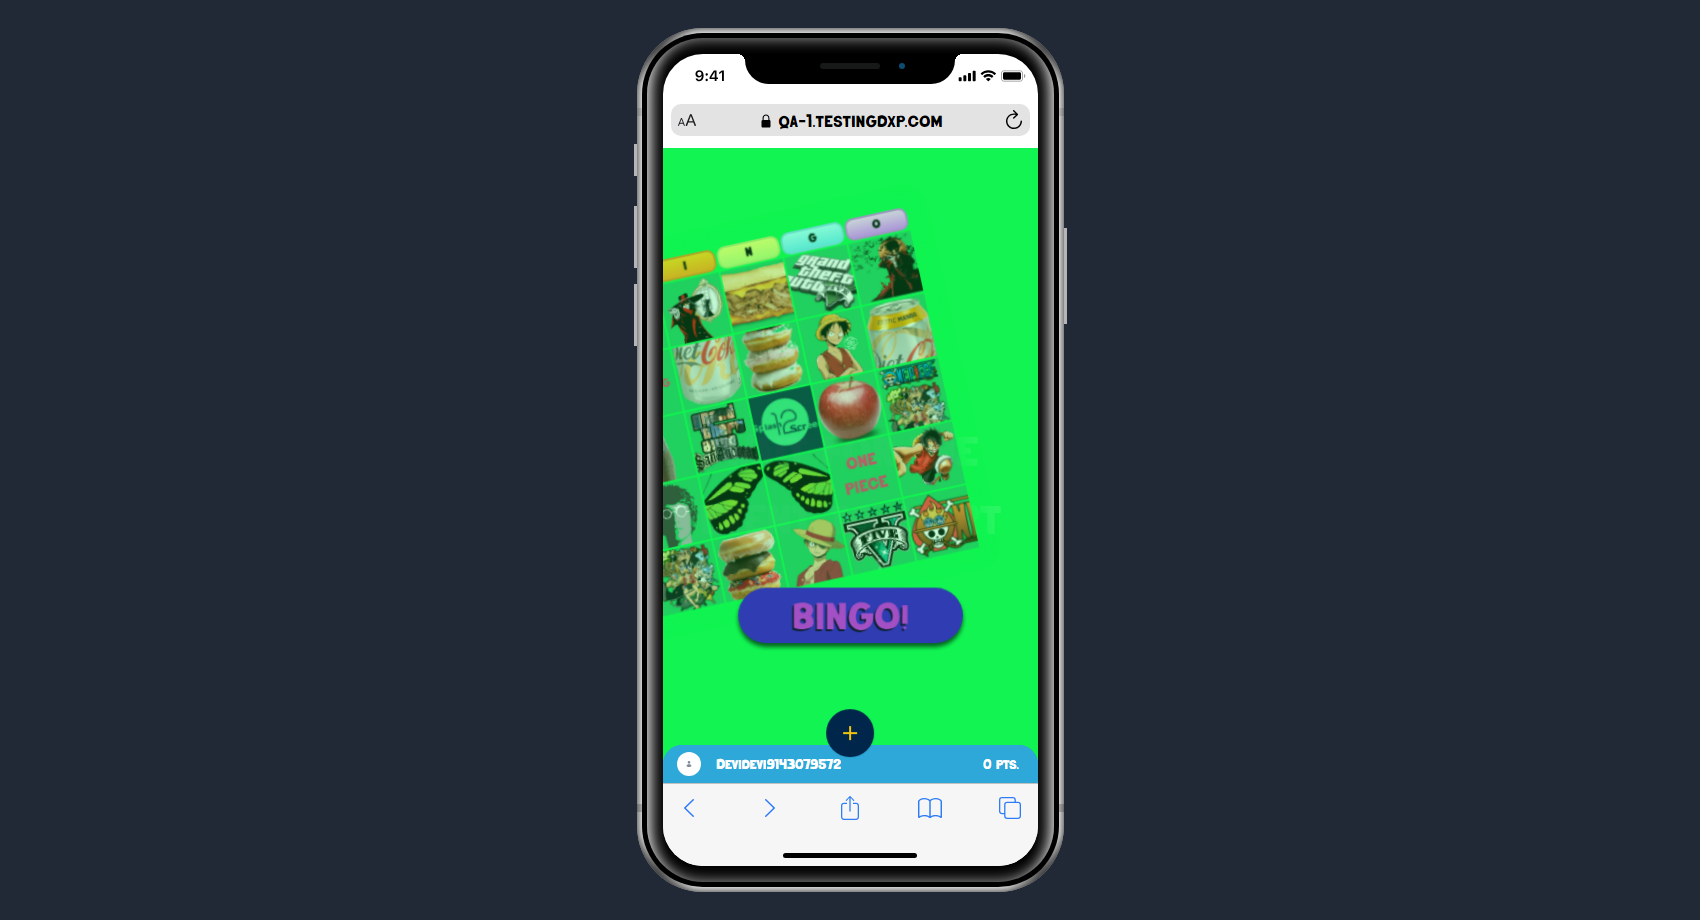 9:41
AA
QA-1.TESTINGDXP.COM
I N G O
grand
theft
auto
DIET MANGO
Diet Coke
ONE
PIECE
FIVE
E
T
BINGO!
+
DEVIDEVI9143079572
0 PTS.